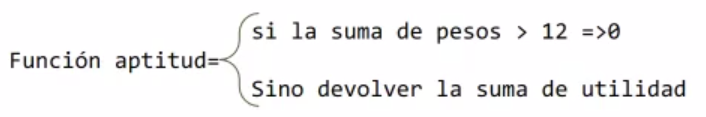 si la suma de pesos > 12 =>0
Función aptitud=
Sino devolver la suma de utilidad